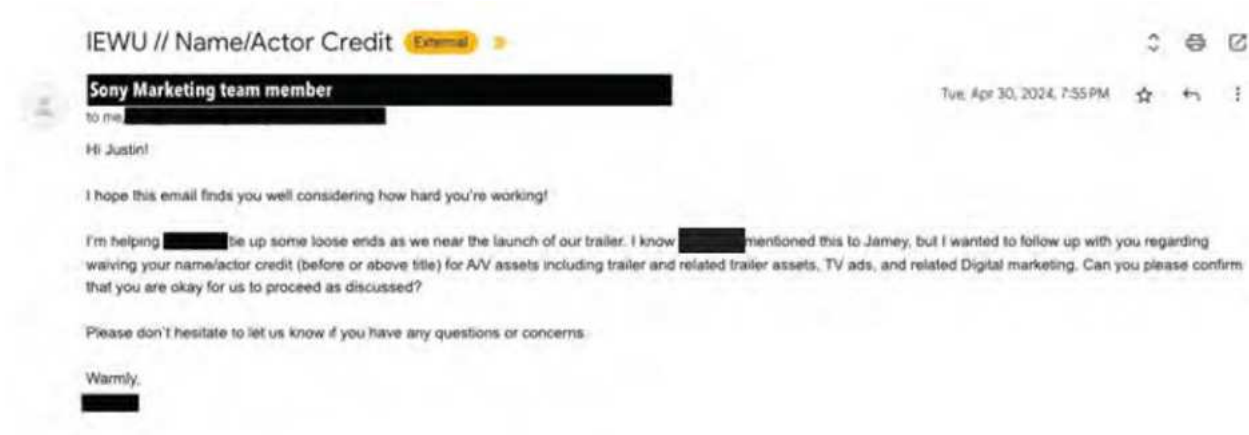 IEWU // Name/Actor Credit External
Sony Marketing team member
Tue, Apr 30, 2024, 7:55 PM
to me,
Hi Justin!
I hope this email finds you well considering how hard you're working!
I'm helping tie up some loose ends as we near the launch of our trailer. I know mentioned this to Jamey, but I wanted to follow up with you regarding
waiving your name/actor credit (before or above title) for A/V assets including trailer and related trailer assets, TV ads, and related Digital marketing. Can you please confirm
that you are okay for us to proceed as discussed?
Please don't hesitate to let us know if you have any questions or concerns.
Warmly,